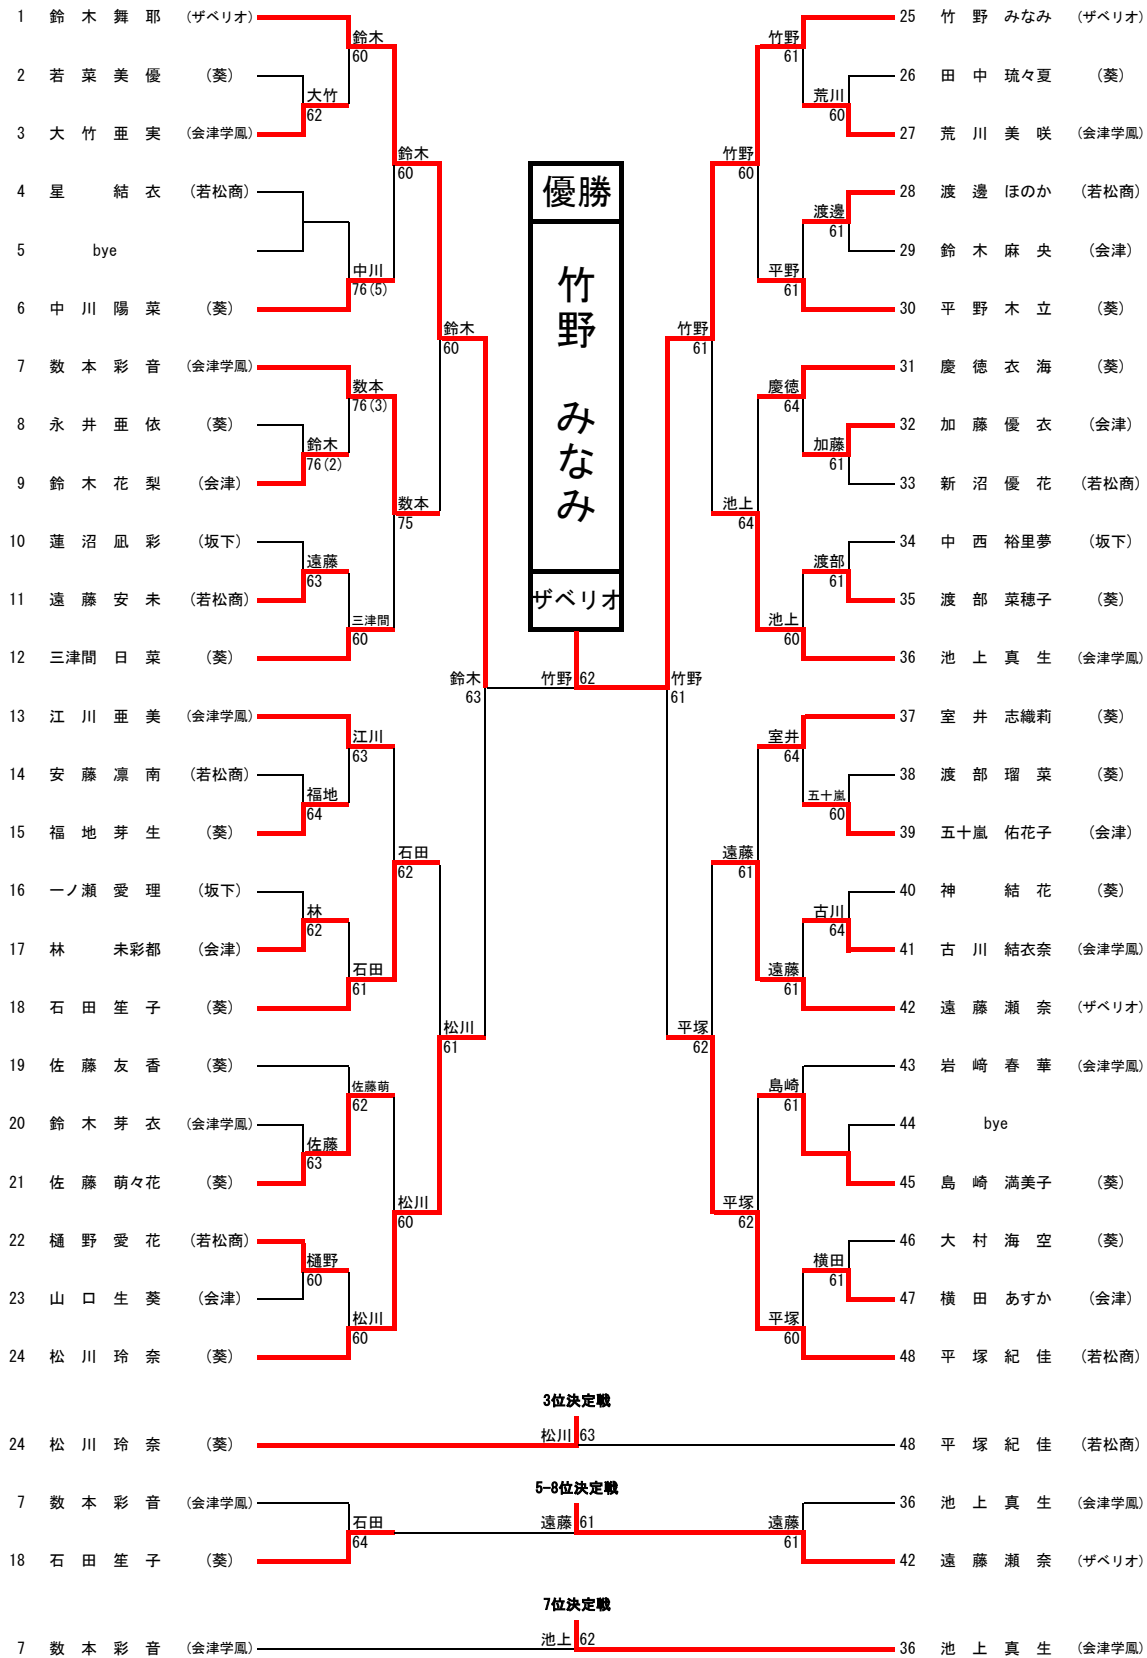 1 鈴木舞耶 (ザベリオ)
2 若菜美優 (葵)
3 大竹亜実 (会津学鳳)
4 星結衣 (若松商)
5 bye
6 中川陽菜 (葵)
7 数本彩音 (会津学鳳)
8 永井亜依 (葵)
9 鈴木花梨 (会津)
10 蓮沼凪彩 (坂下)
11 遠藤安未 (若松商)
12 三津間日菜 (葵)
13 江川亜美 (会津学鳳)
14 安藤凛南 (若松商)
15 福地芽生 (葵)
16 一ノ瀬愛理 (坂下)
17 林未彩都 (会津)
18 石田笙子 (葵)
19 佐藤友香 (葵)
20 鈴木芽衣 (会津学鳳)
21 佐藤萌々花 (葵)
22 樋野愛花 (若松商)
23 山口生葵 (会津)
24 松川玲奈 (葵)
大竹
62
鈴木
76(2)
遠藤
63
福地
64
林
62
佐藤
63
樋野
60
鈴木
60
中川
76(5)
数本
76(3)
三津間
60
江川
63
石田
61
佐藤萌
62
松川
60
鈴木
60
数本
75
石田
62
松川
60
鈴木
60
松川
61
鈴木
63
優勝
竹野 みなみ
ザベリオ
竹野 62
竹野
61
竹野
61
平塚
62
竹野
60
池上
64
遠藤
61
平塚
62
竹野
61
平野
61
慶徳
64
池上
60
室井
64
遠藤
61
島崎
61
平塚
60
荒川
60
渡邊
61
加藤
61
渡部
61
五十嵐
60
古川
64
横田
61
25 竹野みなみ (ザベリオ)
26 田中琉々夏 (葵)
27 荒川美咲 (会津学鳳)
28 渡邊ほのか (若松商)
29 鈴木麻央 (会津)
30 平野木立 (葵)
31 慶徳衣海 (葵)
32 加藤優衣 (会津)
33 新沼優花 (若松商)
34 中西裕里夢 (坂下)
35 渡部菜穂子 (葵)
36 池上真生 (会津学鳳)
37 室井志織莉 (葵)
38 渡部瑠菜 (葵)
39 五十嵐佑花子 (会津)
40 神結花 (葵)
41 古川結衣奈 (会津学鳳)
42 遠藤瀬奈 (ザベリオ)
43 岩﨑春華 (会津学鳳)
44 bye
45 島崎満美子 (葵)
46 大村海空 (葵)
47 横田あすか (会津)
48 平塚紀佳 (若松商)
3位決定戦
24 松川玲奈 (葵) 松川 63 48 平塚紀佳 (若松商)
5-8位決定戦
7 数本彩音 (会津学鳳) 36 池上真生 (会津学鳳)
石田 遠藤 61 遠藤
64 61
18 石田笙子 (葵) 42 遠藤瀬奈 (ザベリオ)
7位決定戦
7 数本彩音 (会津学鳳) 池上 62 36 池上真生 (会津学鳳)